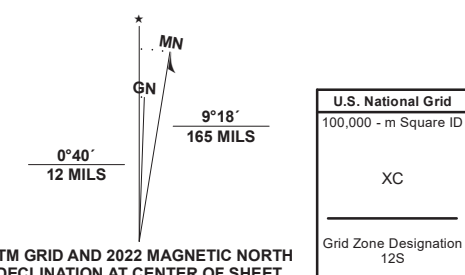 ★
MN
GN
9°18´
165 MILS
0°40´
12 MILS
TM GRID AND 2022 MAGNETIC NORTH
DECLINATION AT CENTER OF SHEET
U.S. National Grid
100,000 - m Square ID
XC
Grid Zone Designation
12S